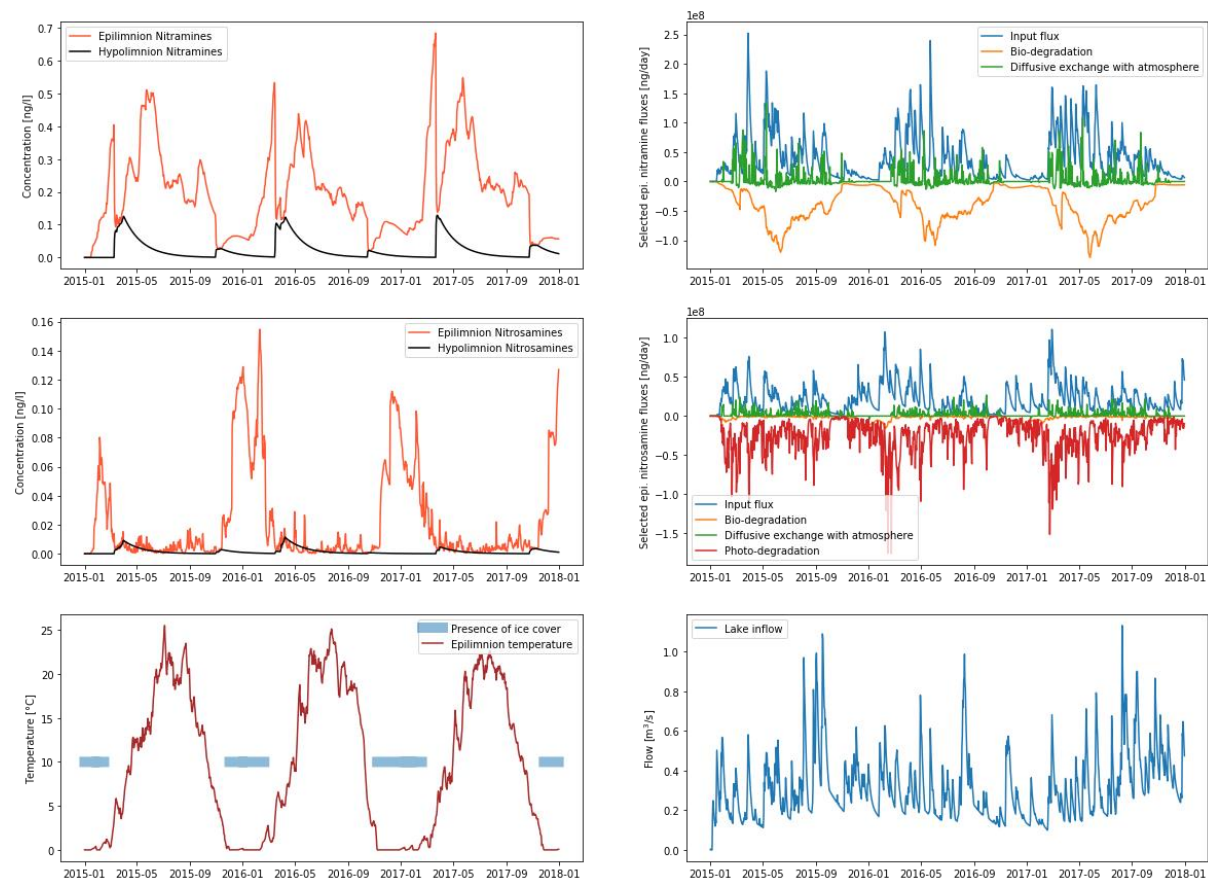 Epilimnion Nitramines
Hypolimnion Nitramines
Concentration [ng/l]
0.7
0.6
0.5
0.4
0.3
0.2
0.1
0.0
2015-01 2015-05 2015-09 2016-01 2016-05 2016-09 2017-01 2017-05 2017-09 2018-01
1e8
Input flux
Bio-degradation
Diffusive exchange with atmosphere
Selected epi. nitramine fluxes [ng/day]
2.5
2.0
1.5
1.0
0.5
0.0
−0.5
−1.0
2015-01 2015-05 2015-09 2016-01 2016-05 2016-09 2017-01 2017-05 2017-09 2018-01
Epilimnion Nitrosamines
Hypolimnion Nitrosamines
Concentration [ng/l]
0.16
0.14
0.12
0.10
0.08
0.06
0.04
0.02
0.00
2015-01 2015-05 2015-09 2016-01 2016-05 2016-09 2017-01 2017-05 2017-09 2018-01
1e8
Selected epi. nitrosamine fluxes [ng/day]
1.0
0.5
0.0
−0.5
−1.0
−1.5
Input flux
Bio-degradation
Diffusive exchange with atmosphere
Photo-degradation
2015-01 2015-05 2015-09 2016-01 2016-05 2016-09 2017-01 2017-05 2017-09 2018-01
Presence of ice cover
Epilimnion temperature
Temperature [°C]
25
20
15
10
5
0
2015-01 2015-05 2015-09 2016-01 2016-05 2016-09 2017-01 2017-05 2017-09 2018-01
Lake inflow
Flow [m³/s]
1.0
0.8
0.6
0.4
0.2
0.0
2015-01 2015-05 2015-09 2016-01 2016-05 2016-09 2017-01 2017-05 2017-09 2018-01